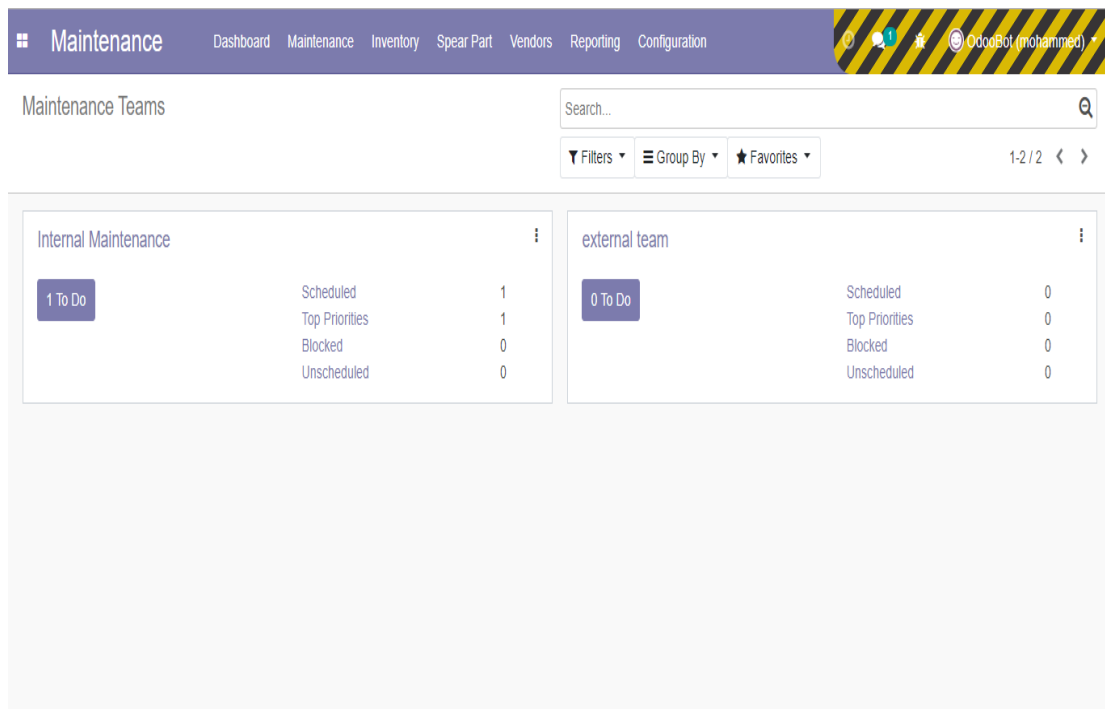 Maintenance Dashboard Maintenance Inventory Spear Part Vendors Reporting Configuration 1 OdooBot (mohammed)
Maintenance Teams
Search...
Filters Group By Favorites 1-2 / 2
Internal Maintenance
1 To Do
Scheduled 1
Top Priorities 1
Blocked 0
Unscheduled 0
external team
0 To Do
Scheduled 0
Top Priorities 0
Blocked 0
Unscheduled 0